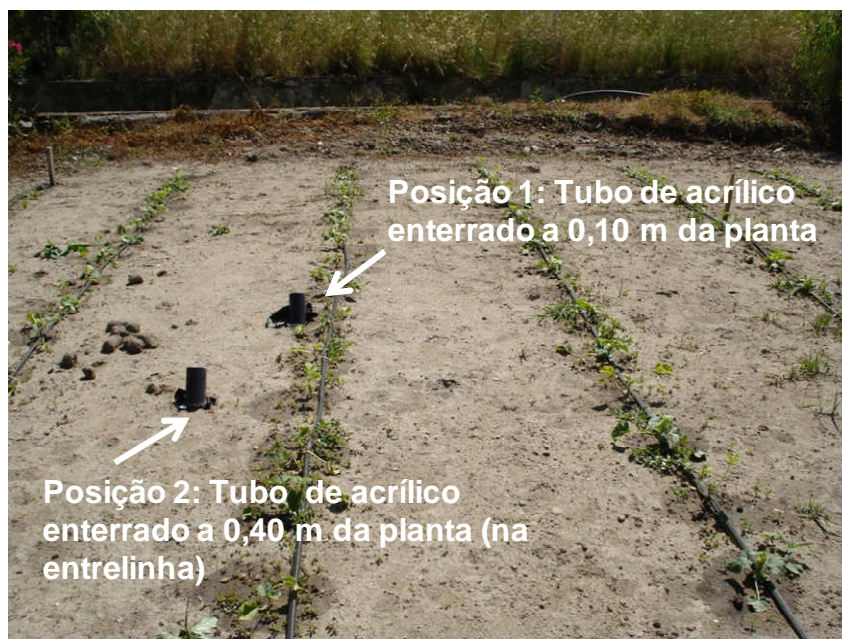 Posição 1: Tubo de acrílico
enterrado a 0,10 m da planta
Posição 2: Tubo de acrílico
enterrado a 0,40 m da planta (na
entrelinha)